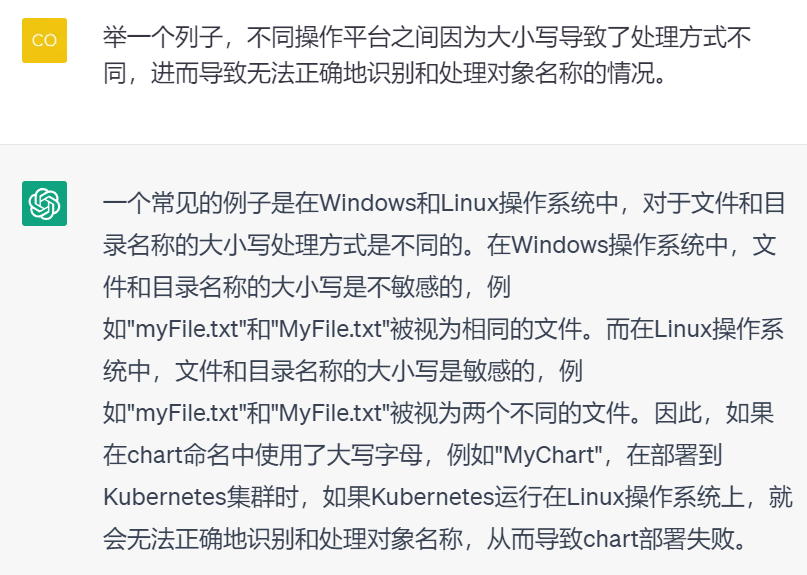 CO
举一个列子，不同操作平台之间因为大小写导致了处理方式不
同，进而导致无法正确地识别和处理对象名称的情况。
一个常见的例子是在Windows和Linux操作系统中，对于文件和目
录名称的大小写处理方式是不同的。在Windows操作系统中，文
件和目录名称的大小写是不敏感的，例
如"myFile.txt"和"MyFile.txt"被视为相同的文件。而在Linux操作系
统中，文件和目录名称的大小写是敏感的，例
如"myFile.txt"和"MyFile.txt"被视为两个不同的文件。因此，如果
在chart命名中使用了大写字母，例如"MyChart"，在部署到
Kubernetes集群时，如果Kubernetes运行在Linux操作系统上，就
会无法正确地识别和处理对象名称，从而导致chart部署失败。